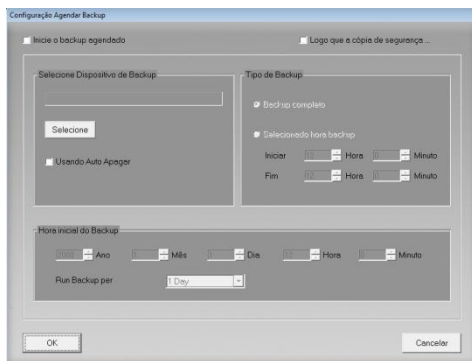 Configuração Agendar Backup
Inicie o backup agendado
Logo que a cópia de segurança ...
Selecione Dispositivo de Backup
Selecione
Usando Auto Apagar
Tipo de Backup
Backup completo
Selecionado hora backup
Iniciar Hora Minuto
Fim Hora Minuto
Hora inicial do Backup
Ano Mês Dia Hora Minuto
Run Backup per 1 Day
OK
Cancelar